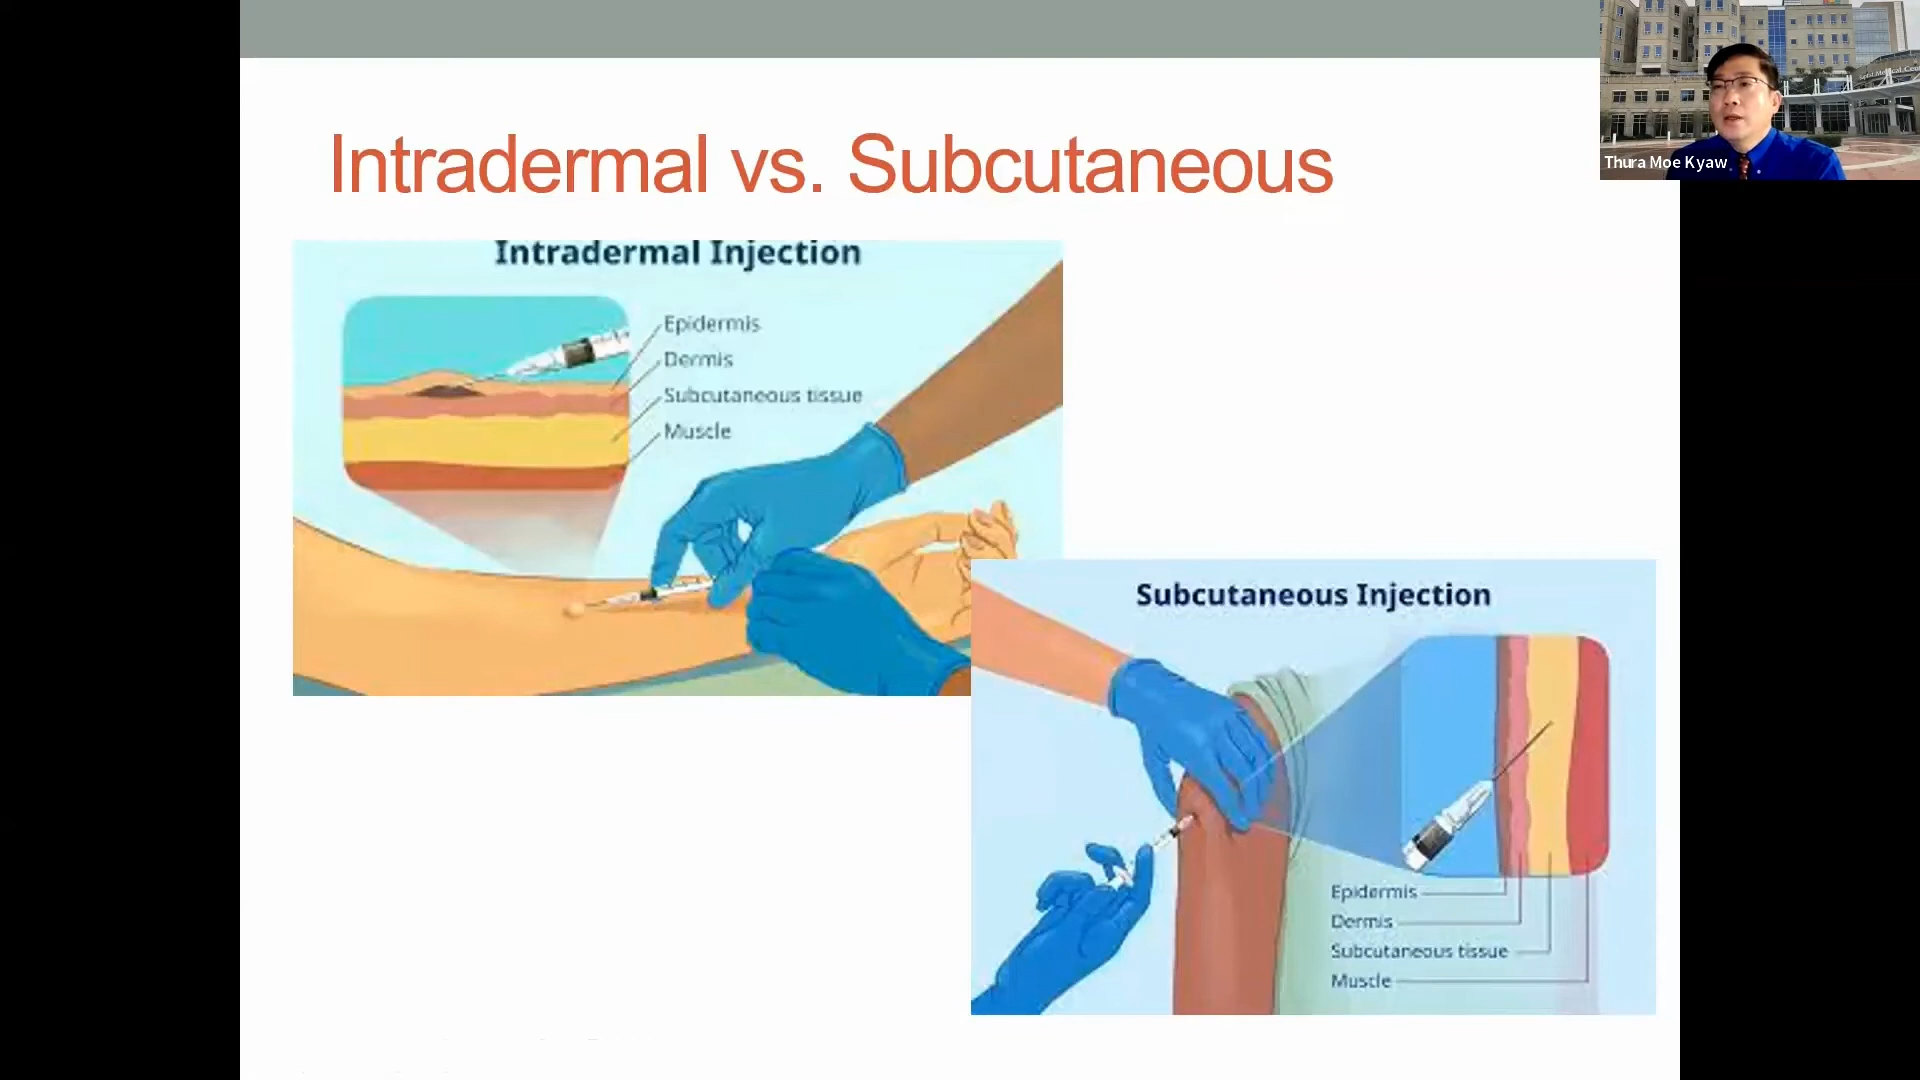 Intradermal vs. Subcutaneous
Thura Moe Kyaw
Intradermal Injection
Epidermis
Dermis
Subcutaneous tissue
Muscle
Subcutaneous Injection
Epidermis
Dermis
Subcutaneous tissue
Muscle